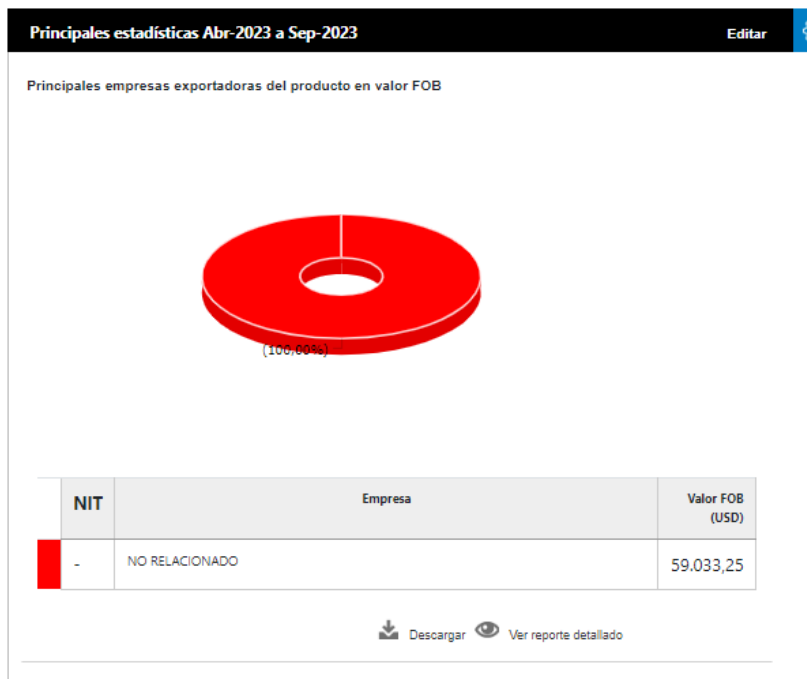 Principales estadísticas Abr-2023 a Sep-2023 Editar
Principales empresas exportadoras del producto en valor FOB
(100,00%)
NIT Empresa Valor FOB
(USD)
- NO RELACIONADO 59.033,25
Descargar Ver reporte detallado